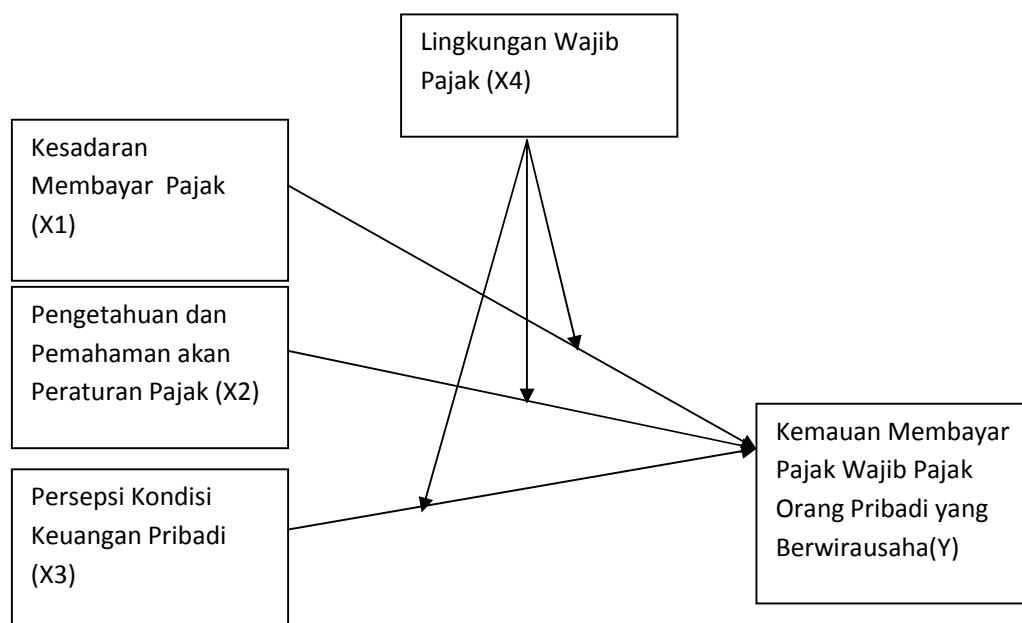 Lingkungan Wajib
Pajak (X4)
Kesadaran
Membayar  Pajak
(X1)
Pengetahuan dan
Pemahaman akan
Peraturan Pajak (X2)
Persepsi Kondisi
Keuangan Pribadi
(X3)
Kemauan Membayar
Pajak Wajib Pajak
Orang Pribadi yang
Berwirausaha(Y)